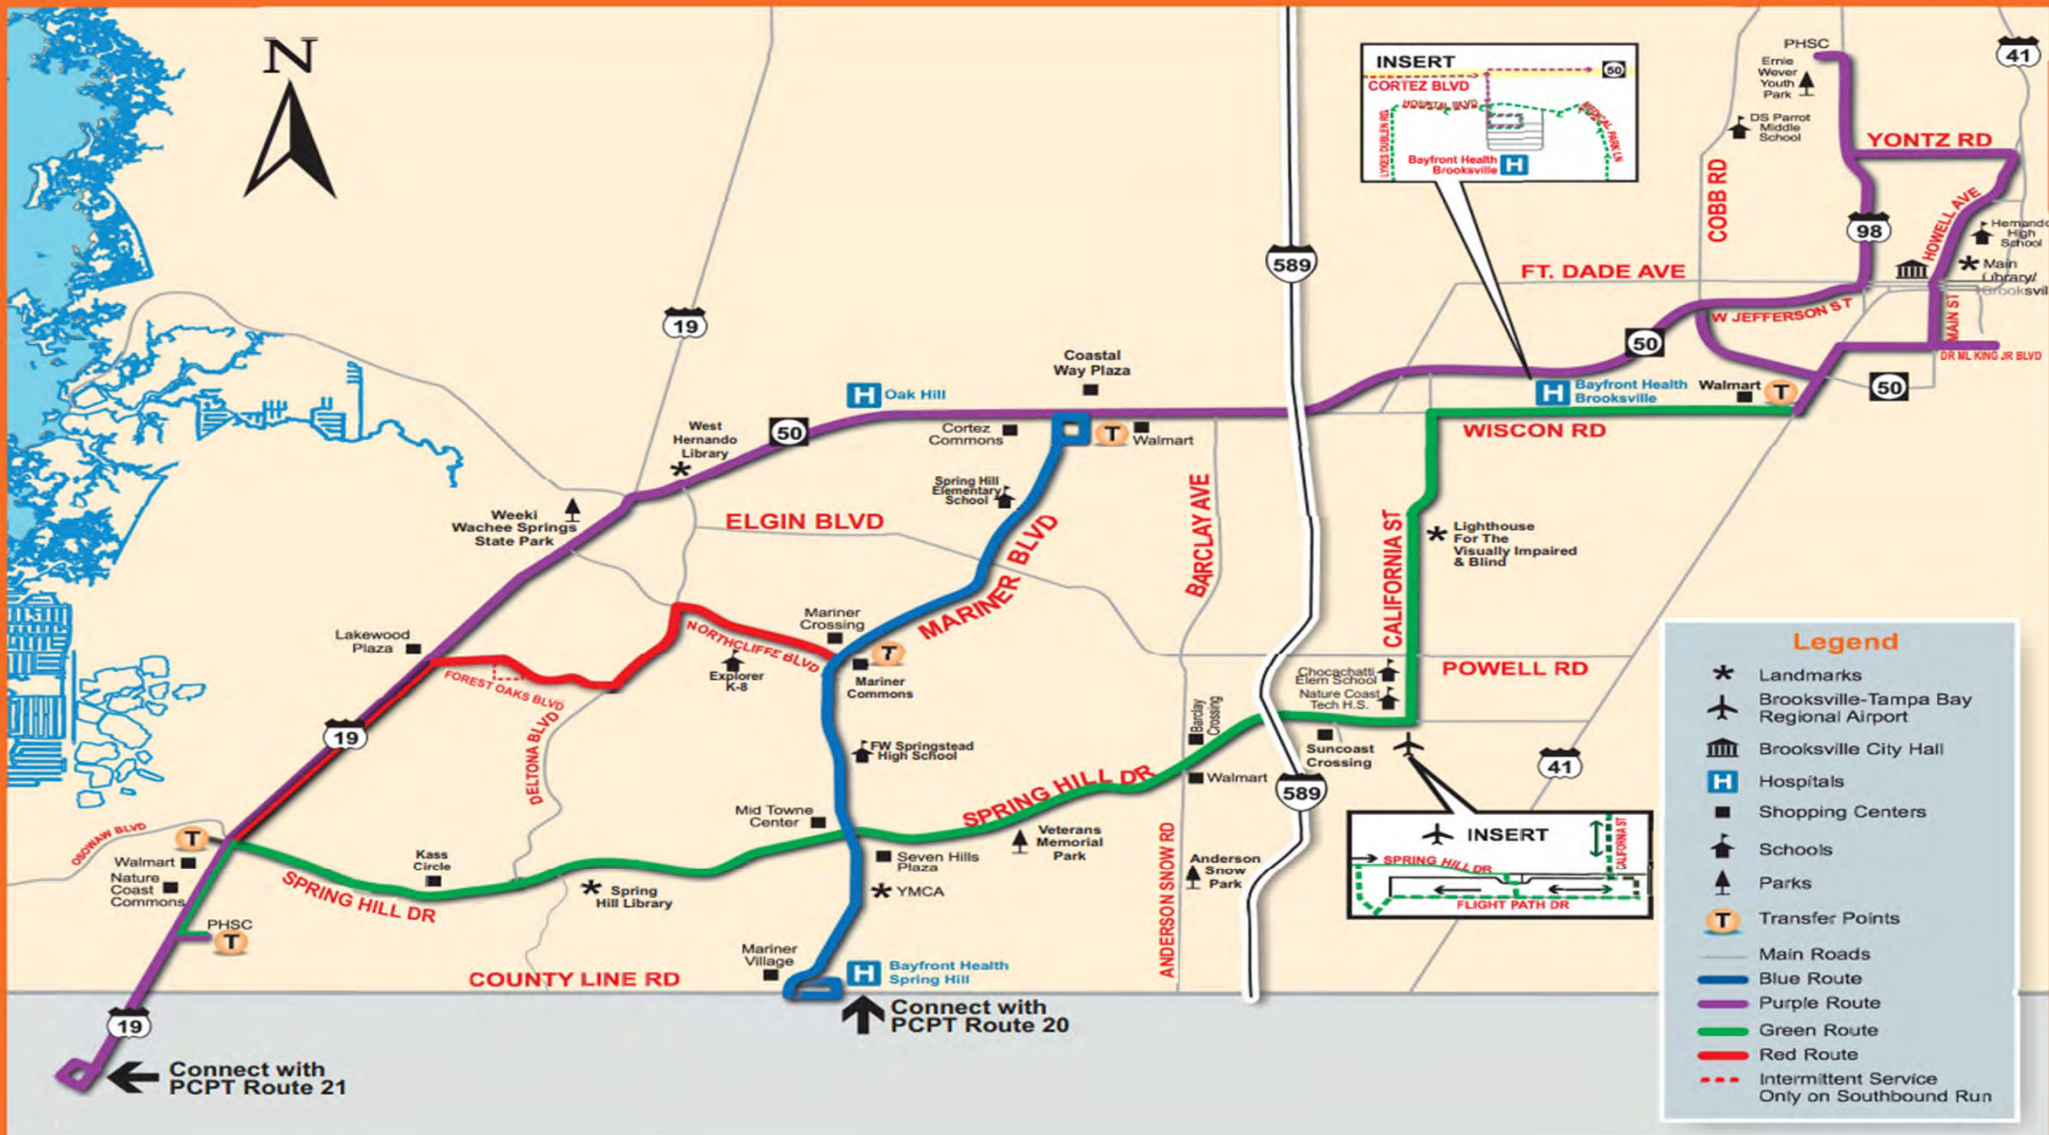 N
PHSC
41
Ernie
Wever
Youth
Park
INSERT
50
CORTEZ BLVD
HOSPITAL BLVD
MEDICAL PARK LN
LYKES DUBLEN RD.
Bayfront Health
Brooksville
H
DS Parrot
Middle
School
YONTZ RD
COBB RD
98
HOWELL AVE
Hernando
High
School
Main
Library/
Brooksvil
589
FT. DADE AVE
W JEFFERSON ST
MAIN ST
DR ML KING JR BLVD
19
50
Coastal
Way Plaza
H Oak Hill
H
Bayfront Health
Brooksville
Walmart
T
50
50
West
Hernando
Library
Cortez
Commons
T
Walmart
WISCON RD
Spring Hill
Elementary
School
Weeki
Wachee Springs
State Park
ELGIN BLVD
MARINER BLVD
BARCLAY AVE
CALIFORNIA ST
Lighthouse
For The
Visually Impaired
& Blind
Mariner
Crossing
Lakewood
Plaza
NORTHCLIFFE BLVD
T
FOREST OAKS BLVD
Explorer
K-8
Mariner
Commons
POWELL RD
Chocachatti
Elem School
Nature Coast
Tech H.S.
Barclay
Crossing
19
DELTONA BLVD
FW Springstead
High School
Suncoast
Crossing
41
SPRING HILL DR
Walmart
589
Mid Towne
Center
OSOWAW BLVD
T
Walmart
Nature
Coast
Commons
Kass
Circle
SPRING HILL DR
Spring
Hill Library
Seven Hills
Plaza
YMCA
Veterans
Memorial
Park
ANDERSON SNOW RD
Anderson
Snow
Park
INSERT
SPRING HILL DR
CALIFORNIA ST
FLIGHT PATH DR
PHSC
T
Mariner
Village
COUNTY LINE RD
H
Bayfront Health
Spring Hill
Connect with
PCPT Route 20
19
Connect with
PCPT Route 21
Legend
Landmarks
Brooksville-Tampa Bay
Regional Airport
Brooksville City Hall
H Hospitals
Shopping Centers
Schools
Parks
T Transfer Points
Main Roads
Blue Route
Purple Route
Green Route
Red Route
Intermittent Service
Only on Southbound Run